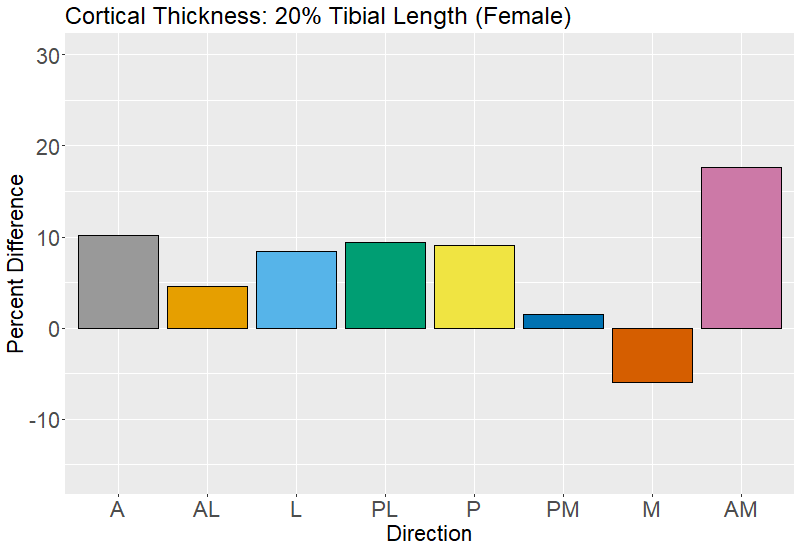 Cortical Thickness: 20% Tibial Length (Female)
Percent Difference
30
20
10
0
-10
A AL L PL P PM M AM
Direction